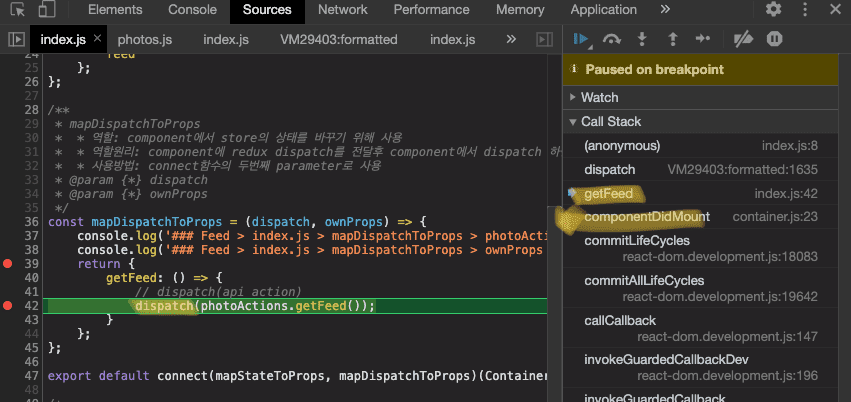 Elements Console Sources Network Performance Memory Application »
index.js × photos.js index.js VM29403:formatted index.js »
24 feed
25 };
26 };
27
28 /**
29 * mapDispatchToProps
30 * * 역할: component에서 store의 상태를 바꾸기 위해 사용
31 * * 역할원리: component에 redux dispatch를 전달후 component에서 dispatch 하
32 * * 사용방법: connect함수의 두번째 parameter로 사용
33 * @param {*} dispatch
34 * @param {*} ownProps
35 */
36 const mapDispatchToProps = (dispatch, ownProps) => {
37 console.log('### Feed > index.js > mapDispatchToProps > photoActi
38 console.log('### Feed > index.js > mapDispatchToProps > ownProps
39 return {
40 getFeed: () => {
41 // dispatch(api action)
42 dispatch(photoActions.getFeed());
43 }
44 };
45 };
46
47 export default connect(mapStateToProps, mapDispatchToProps)(Contain
48
Paused on breakpoint
Watch
Call Stack
(anonymous) index.js:8
dispatch VM29403:formatted:1635
getFeed index.js:42
componentDidMount container.js:23
commitLifeCycles
react-dom.development.js:18083
commitAllLifeCycles
react-dom.development.js:19642
callCallback
react-dom.development.js:147
invokeGuardedCallbackDev
react-dom.development.js:196
invokeGuardedCallback